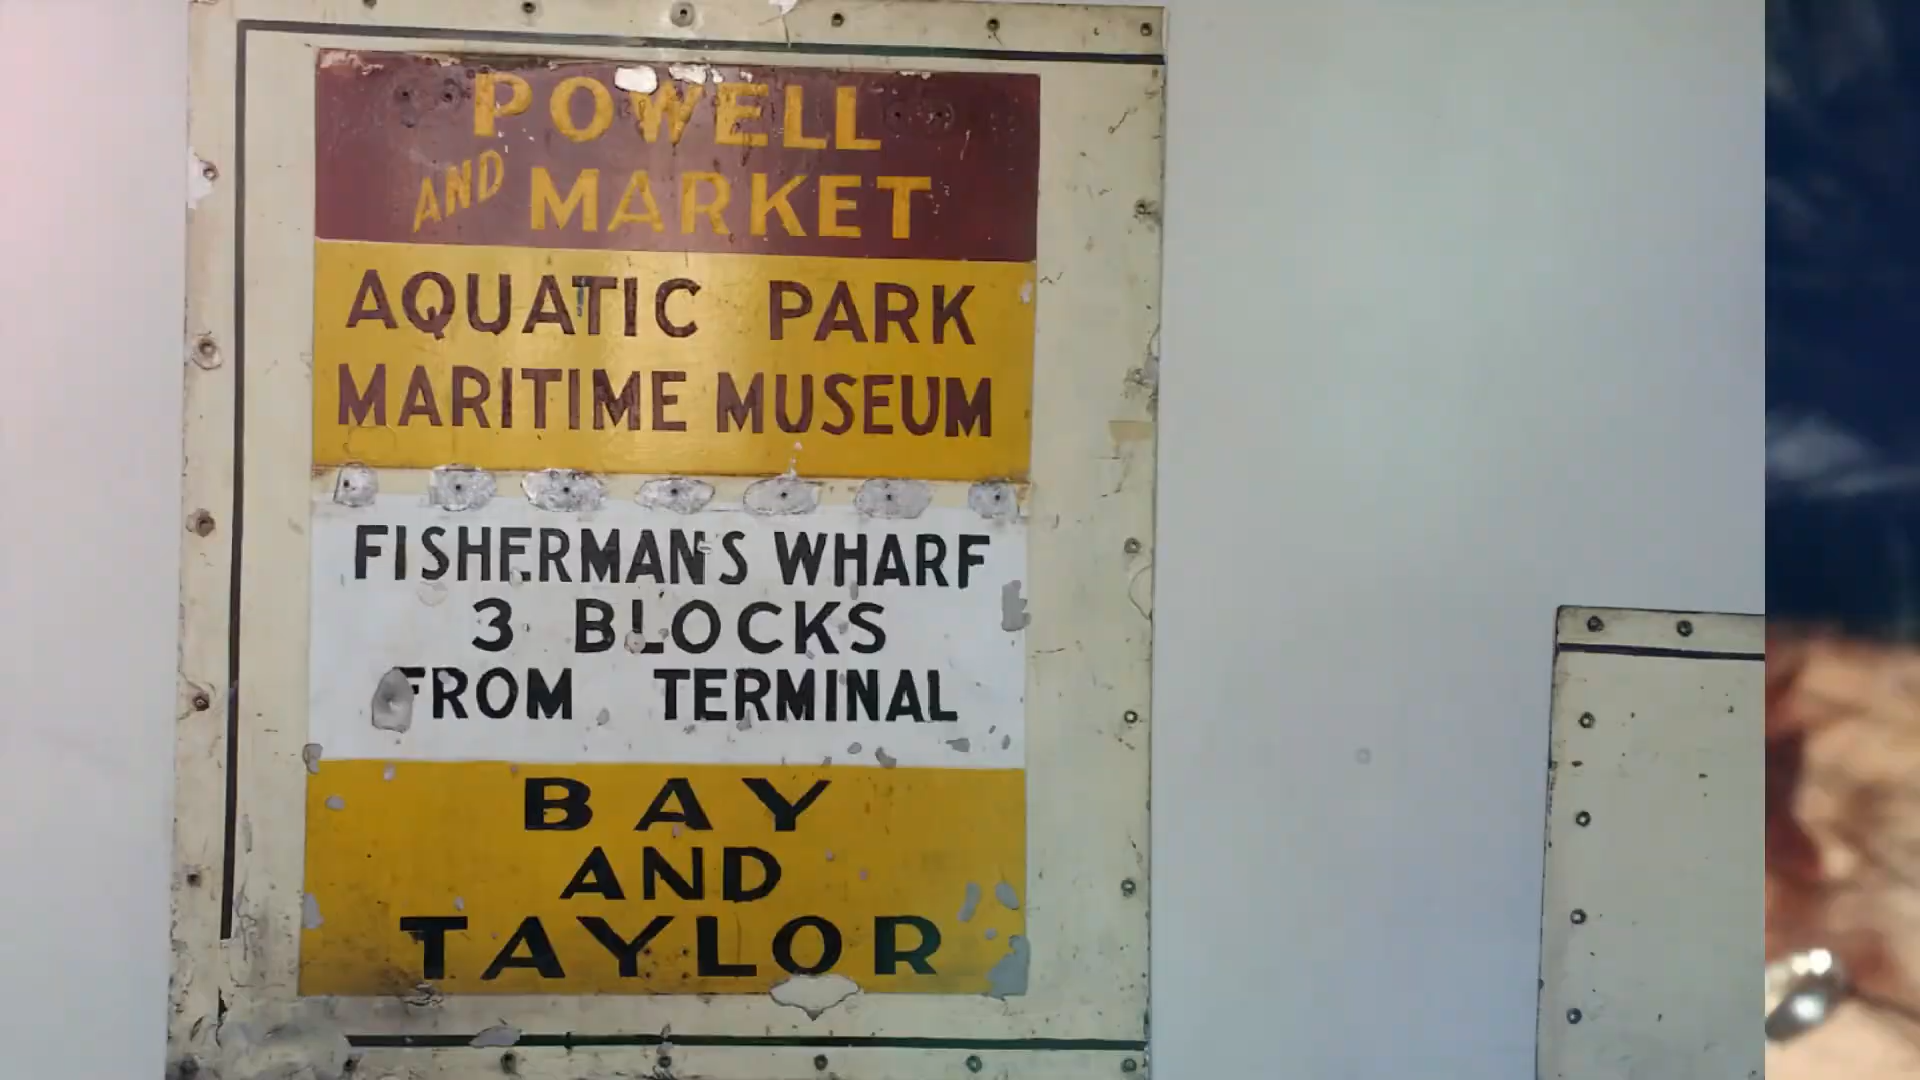 POWELL
AND MARKET
AQUATIC PARK
MARITIME MUSEUM
FISHERMAN'S WHARF
3 BLOCKS
FROM TERMINAL
BAY
AND
TAYLOR